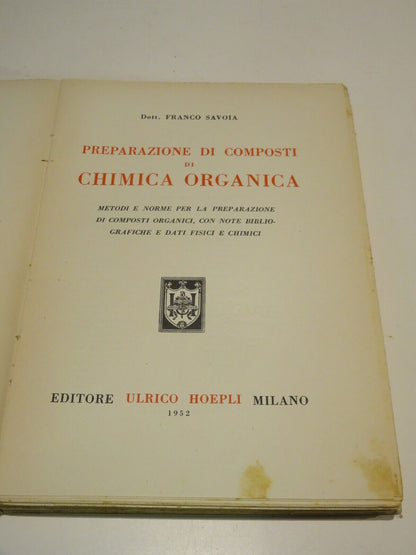 Dott. FRANCO SAVOIA
PREPARAZIONE DI COMPOSTI
DI
CHIMICA ORGANICA
METODI E NORME PER LA PREPARAZIONE
DI COMPOSTI ORGANICI, CON NOTE BIBLIO-
GRAFICHE E DATI FISICI E CHIMICI
EDITORE ULRICO HOEPLI MILANO
1952